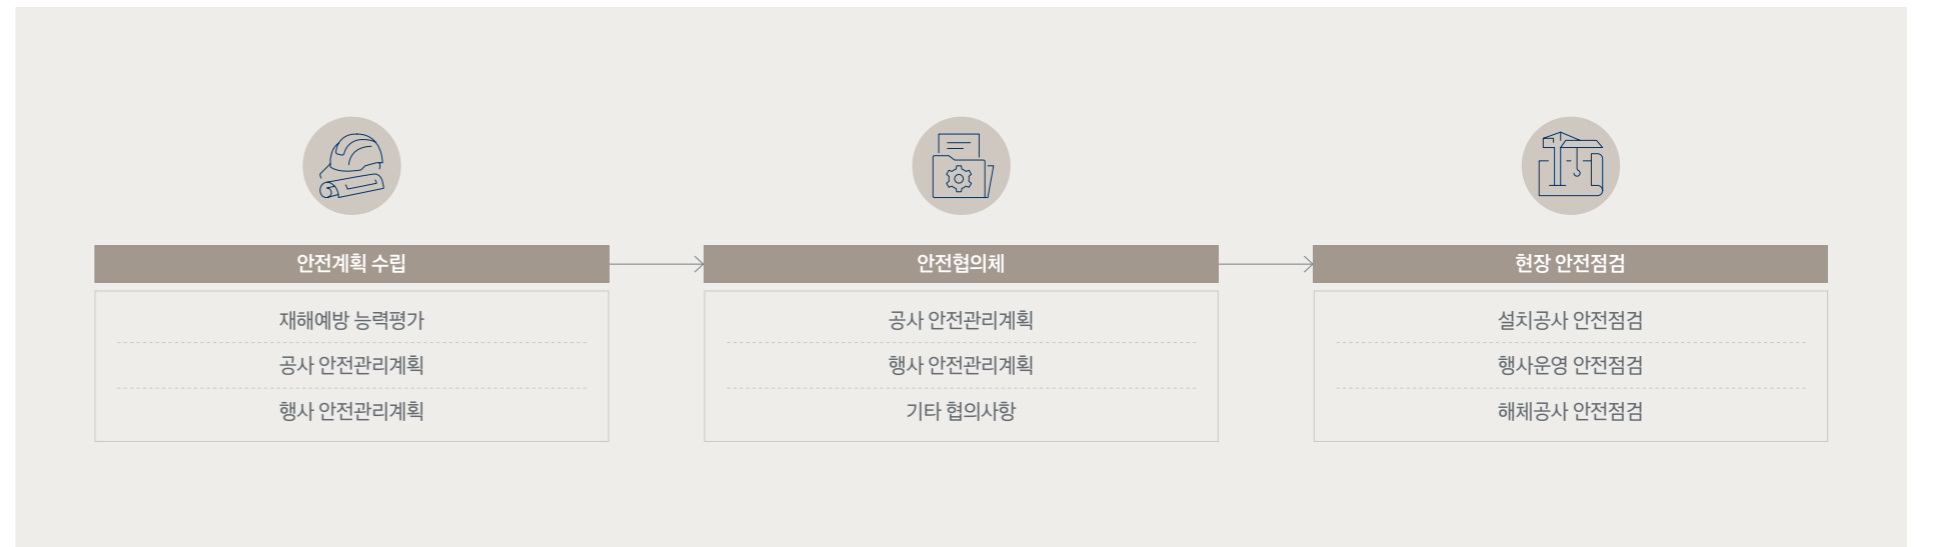 안전계획 수립
재해예방 능력평가
공사 안전관리계획
행사 안전관리계획
안전협의체
공사 안전관리계획
행사 안전관리계획
기타 협의사항
현장 안전점검
설치공사 안전점검
행사운영 안전점검
해체공사 안전점검